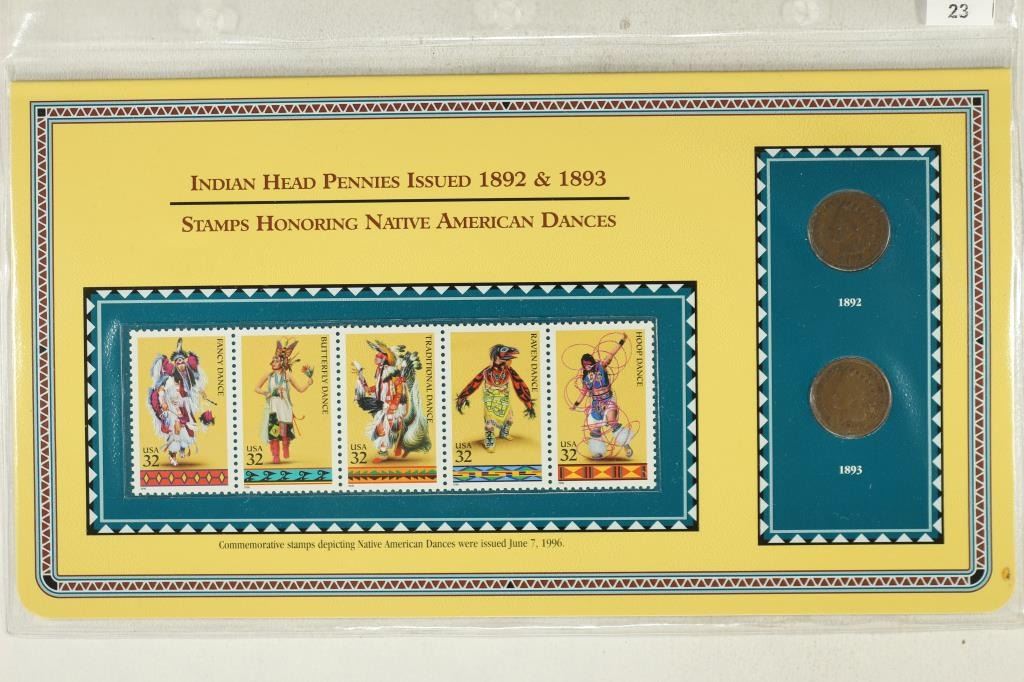 23
INDIAN HEAD PENNIES ISSUED 1892 & 1893
STAMPS HONORING NATIVE AMERICAN DANCES
FANCY DANCE
USA
32
BUTTERFLY DANCE
USA
32
TRADITIONAL DANCE
USA
32
RAVEN DANCE
USA
32
HOOP DANCE
USA
32
Commemorative stamps depicting Native American Dances were issued June 7, 1996.
1892
1893